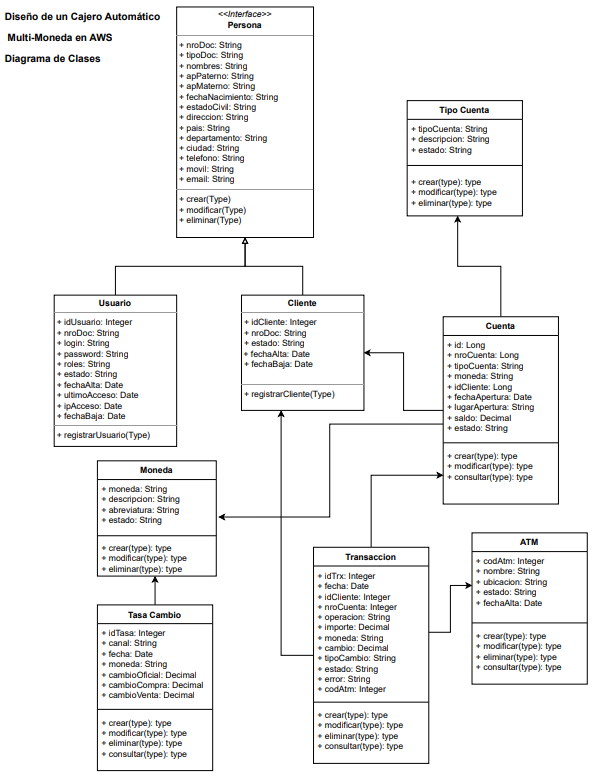 Diseño de un Cajero Automático
Multi-Moneda en AWS
Diagrama de Clases
<<Interface>>
Persona
+ nroDoc: String
+ tipoDoc: String
+ nombres: String
+ apPaterno: String
+ apMaterno: String
+ fechaNacimiento: String
+ estadoCivil: String
+ direccion: String
+ pais: String
+ departamento: String
+ ciudad: String
+ telefono: String
+ movil: String
+ email: String
+ crear(Type)
+ modificar(Type)
+ eliminar(Type)
Tipo Cuenta
+ tipoCuenta: String
+ descripcion: String
+ estado: String
+ crear(type): type
+ modificar(type): type
+ eliminar(type): type
Usuario
+ idUsuario: Integer
+ nroDoc: String
+ login: String
+ password: String
+ roles: String
+ estado: String
+ fechaAlta: Date
+ ultimoAcceso: Date
+ ipAcceso: Date
+ fechaBaja: Date
+ registrarUsuario(Type)
Cliente
+ idCliente: Integer
+ nroDoc: String
+ estado: String
+ fechaAlta: Date
+ fechaBaja: Date
+ registrarCliente(Type)
Cuenta
+ id: Long
+ nroCuenta: Long
+ tipoCuenta: String
+ moneda: String
+ idCliente: Long
+ fechaApertura: Date
+ lugarApertura: String
+ saldo: Decimal
+ estado: String
+ crear(type): type
+ modificar(type): type
+ consultar(type): type
Moneda
+ moneda: String
+ descripcion: String
+ abreviatura: String
+ estado: String
+ crear(type): type
+ modificar(type): type
+ eliminar(type): type
Transaccion
+ idTrx: Integer
+ fecha: Date
+ idCliente: Integer
+ nroCuenta: Integer
+ operacion: String
+ importe: Decimal
+ moneda: String
+ cambio: Decimal
+ tipoCambio: String
+ estado: String
+ error: String
+ codAtm: Integer
+ crear(type): type
+ modificar(type): type
+ eliminar(type): type
+ consultar(type): type
ATM
+ codAtm: Integer
+ nombre: String
+ ubicacion: String
+ estado: String
+ fechaAlta: Date
+ crear(type): type
+ modificar(type): type
+ eliminar(type): type
+ consultar(type): type
Tasa Cambio
+ idTasa: Integer
+ canal: String
+ fecha: Date
+ moneda: String
+ cambioOficial: Decimal
+ cambioCompra: Decimal
+ cambioVenta: Decimal
+ crear(type): type
+ modificar(type): type
+ eliminar(type): type
+ consultar(type): type